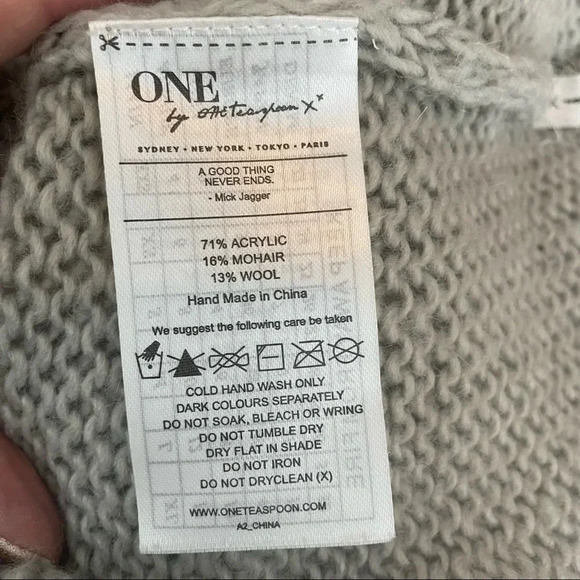 ONE
by One Teaspoon X
SYDNEY • NEW YORK • TOKYO • PARIS
A GOOD THING
NEVER ENDS.
- Mick Jagger
71% ACRYLIC
16% MOHAIR
13% WOOL
Hand Made in China
We suggest the following care be taken
COLD HAND WASH ONLY
DARK COLOURS SEPARATELY
DO NOT SOAK, BLEACH OR WRING
DO NOT TUMBLE DRY
DRY FLAT IN SHADE
DO NOT IRON
DO NOT DRYCLEAN (X)
WWW.ONETEASPOON.COM
A2_CHINA